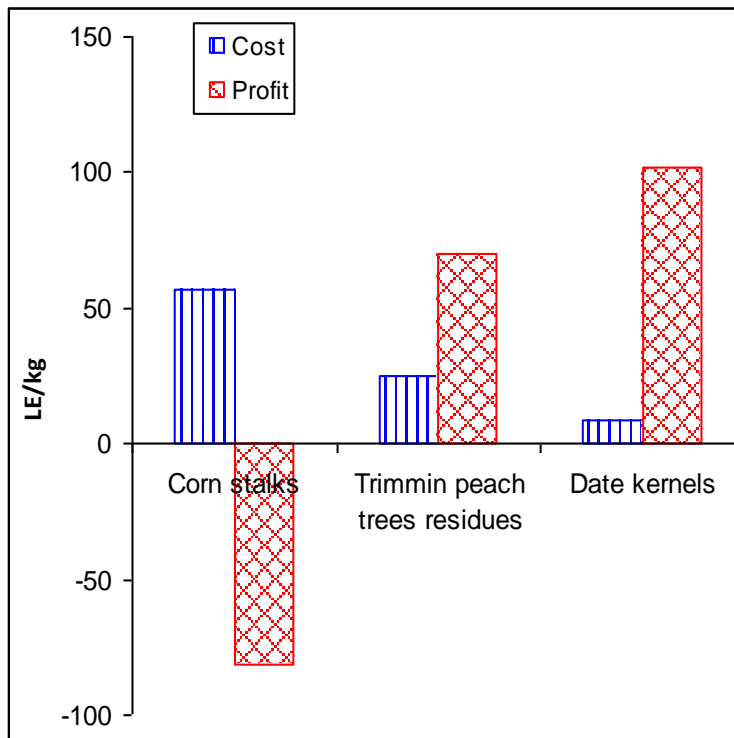 150
Cost
Profit
100
50
0
-50
-100
LE/kg
Corn stalks
Trimmin peach
trees residues
Date kernels